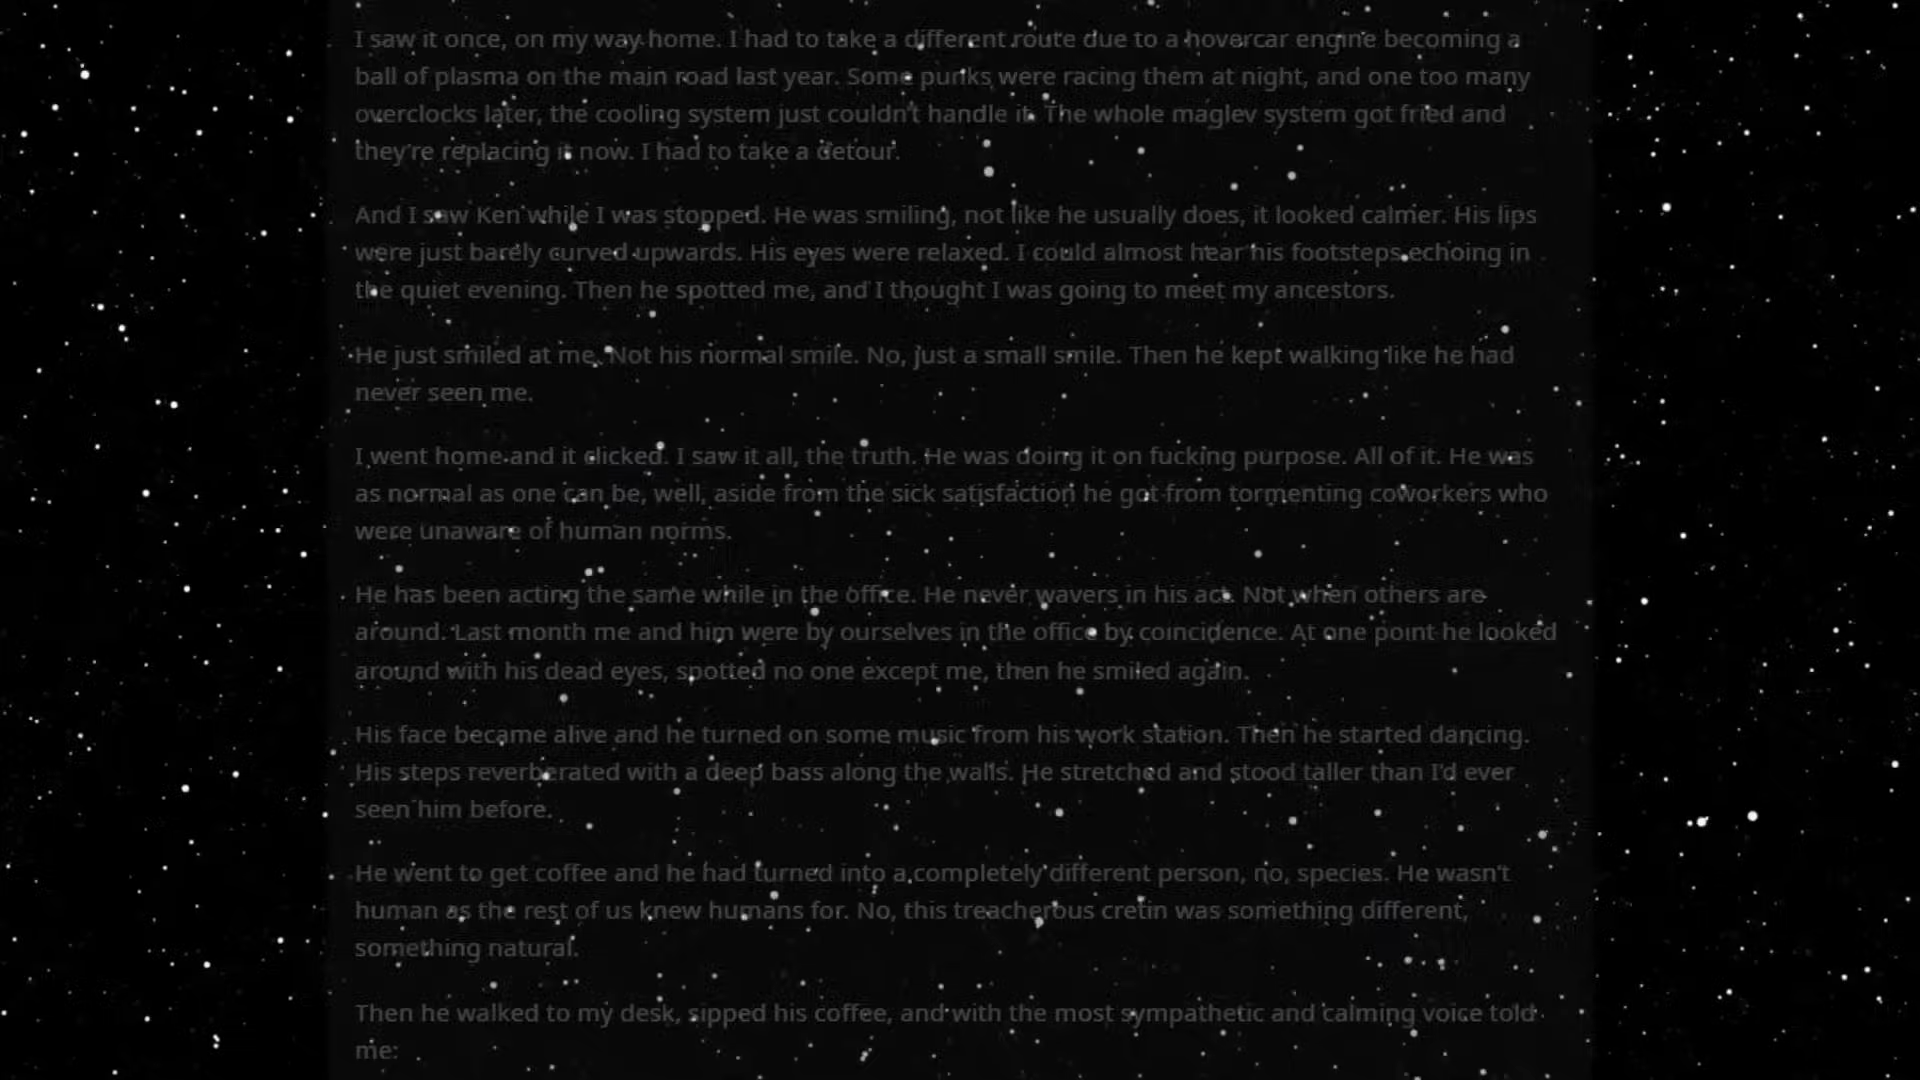 I saw it once, on my way home. I had to take a different route due to a hovercar engine becoming a
ball of plasma on the main road last year. Some punks were racing them at night, and one too many
overclocks later, the cooling system just couldn't handle it. The whole maglev system got fried and
they're replacing it now. I had to take a detour.
And I saw Ken while I was stopped. He was smiling, not like he usually does, it looked calmer. His lips
were just barely curved upwards. His eyes were relaxed. I could almost hear his footsteps echoing in
the quiet evening. Then he spotted me, and I thought I was going to meet my ancestors.
He just smiled at me. Not his normal smile. No, just a small smile. Then he kept walking like he had
never seen me.
I went home and it clicked. I saw it all, the truth. He was doing it on fucking purpose. All of it. He was
as normal as one can be, well, aside from the sick satisfaction he got from tormenting coworkers who
were unaware of human norms.
He has been acting the same while in the office. He never wavers in his act. Not when others are
around. Last month me and him were by ourselves in the office by coincidence. At one point he looked
around with his dead eyes, spotted no one except me, then he smiled again.
His face became alive and he turned on some music from his work station. Then he started dancing.
His steps reverberated with a deep bass along the walls. He stretched and stood taller than I'd ever
seen him before.
He went to get coffee and he had turned into a completely different person, no, species. He wasn't
human as the rest of us knew humans for. No, this treacherous cretin was something different,
something natural.
Then he walked to my desk, sipped his coffee, and with the most sympathetic and calming voice told
me: